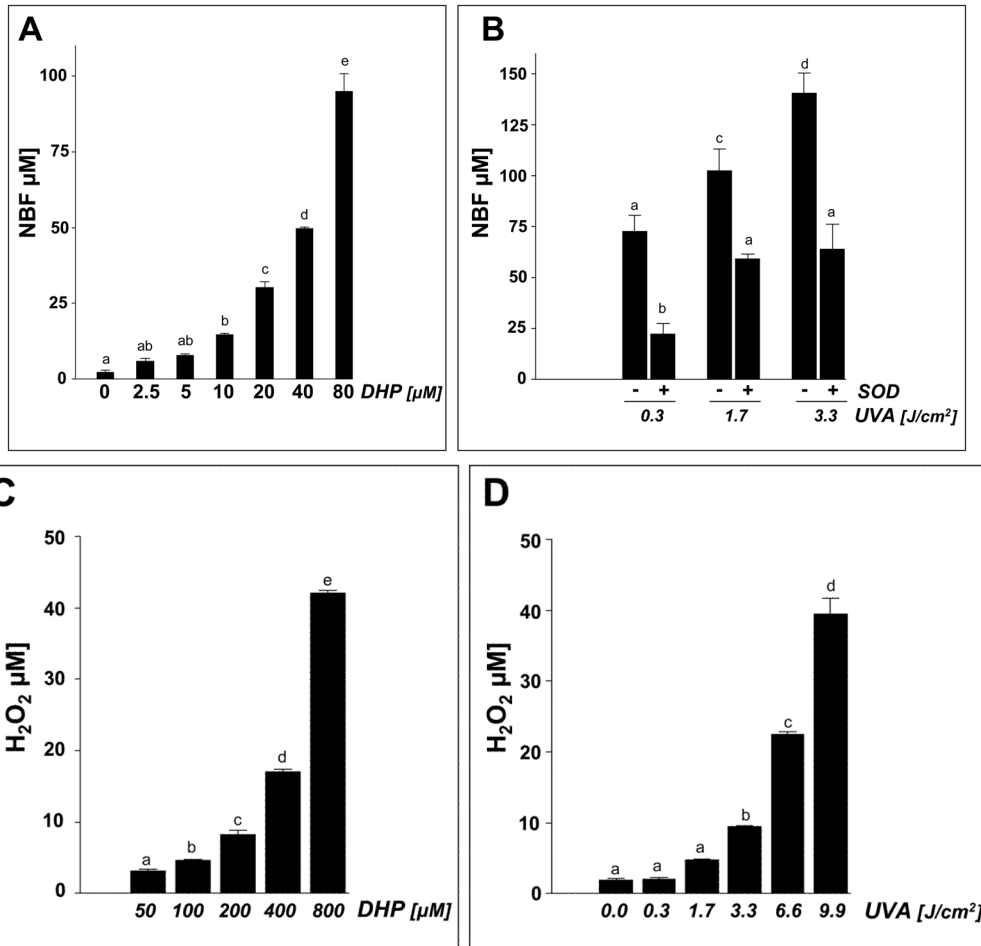 A
NBF µM]
100
75
50
25
0
a
ab
ab
b
c
d
e
0 2.5 5 10 20 40 80 DHP [µM]
B
NBF µM]
150
125
100
75
50
25
0
a
b
c
a
d
a
- + - + - + SOD
0.3 1.7 3.3 UVA [J/cm²]
C
H₂O₂ µM]
50
40
30
20
10
0
a
b
c
d
e
50 100 200 400 800 DHP [µM]
D
H₂O₂ µM]
50
40
30
20
10
0
a
a
a
b
c
d
0.0 0.3 1.7 3.3 6.6 9.9 UVA [J/cm²]